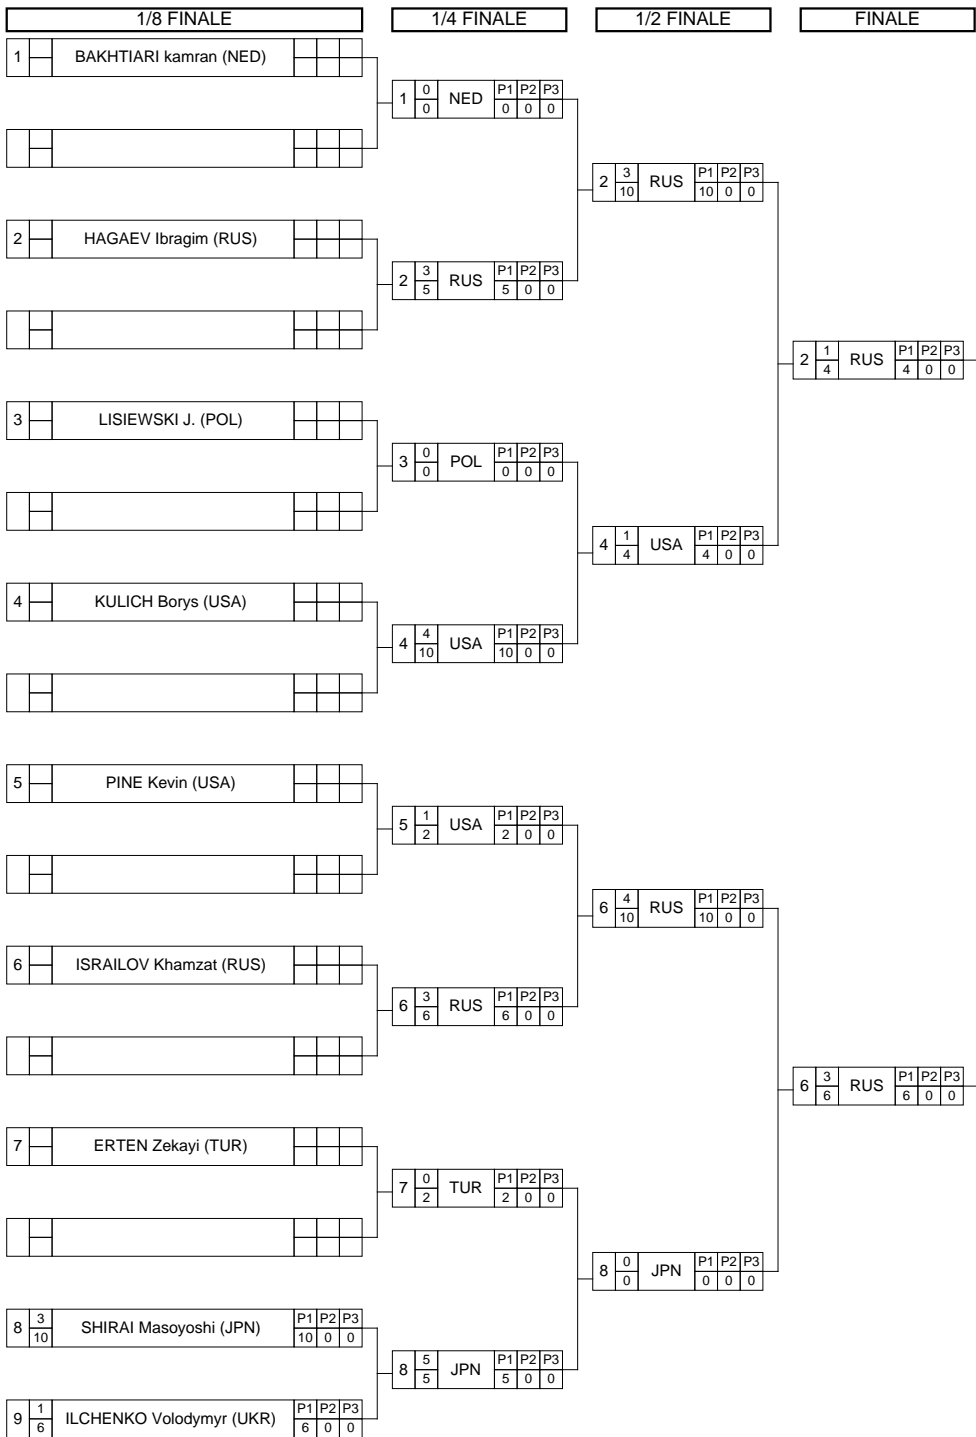 1/8 FINALE 1/4 FINALE 1/2 FINALE FINALE
1 BAKHTIARI kamran (NED)
1 0 0 NED P1 P2 P3 0 0 0
2 3 10 RUS P1 P2 P3 10 0 0
2 HAGAEV Ibragim (RUS)
2 3 5 RUS P1 P2 P3 5 0 0
2 1 4 RUS P1 P2 P3 4 0 0
3 LISIEWSKI J. (POL)
3 0 0 POL P1 P2 P3 0 0 0
4 1 4 USA P1 P2 P3 4 0 0
4 KULICH Borys (USA)
4 4 10 USA P1 P2 P3 10 0 0
5 PINE Kevin (USA)
5 1 2 USA P1 P2 P3 2 0 0
6 4 10 RUS P1 P2 P3 10 0 0
6 ISRAILOV Khamzat (RUS)
6 3 6 RUS P1 P2 P3 6 0 0
6 3 6 RUS P1 P2 P3 6 0 0
7 ERTEN Zekayi (TUR)
7 0 2 TUR P1 P2 P3 2 0 0
8 0 0 JPN P1 P2 P3 0 0 0
8 3 10 SHIRAI Masoyoshi (JPN) P1 P2 P3 10 0 0
8 5 5 JPN P1 P2 P3 5 0 0
9 1 6 ILCHENKO Volodymyr (UKR) P1 P2 P3 6 0 0